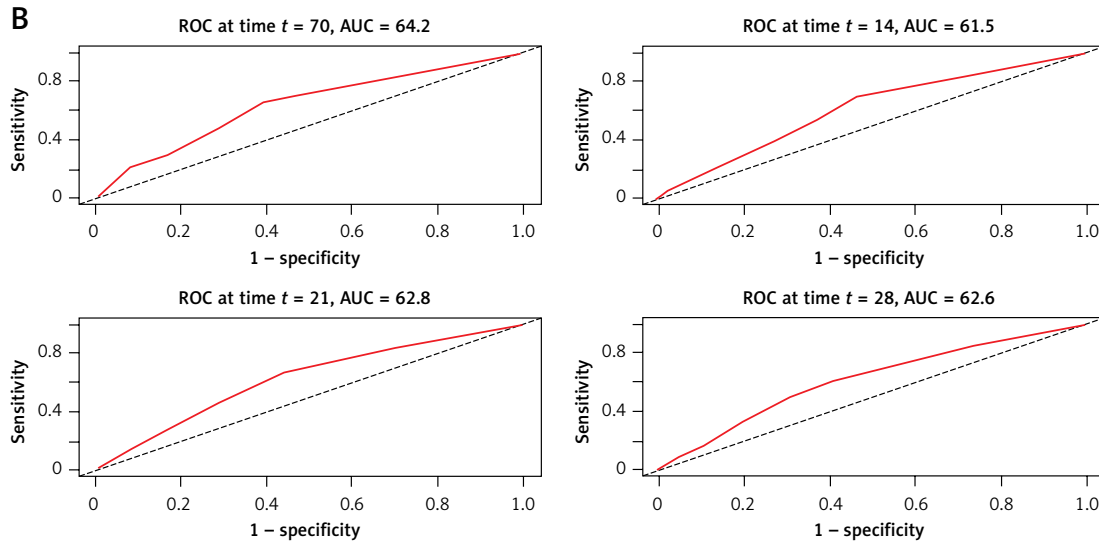 B
ROC at time t = 70, AUC = 64.2
Sensitivity
0.8
0.4
0
0 0.2 0.4 0.6 0.8 1.0
1 – specificity
ROC at time t = 14, AUC = 61.5
Sensitivity
0.8
0.4
0
0 0.2 0.4 0.6 0.8 1.0
1 – specificity
ROC at time t = 21, AUC = 62.8
Sensitivity
0.8
0.4
0
0 0.2 0.4 0.6 0.8 1.0
1 – specificity
ROC at time t = 28, AUC = 62.6
Sensitivity
0.8
0.4
0
0 0.2 0.4 0.6 0.8 1.0
1 – specificity